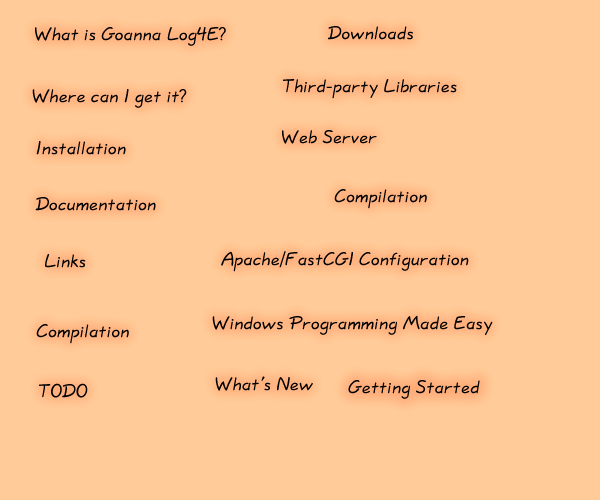 What is Goanna Log4E?
Downloads
Where can I get it?
Third-party Libraries
Installation
Web Server
Documentation
Compilation
Links
Apache/FastCGI Configuration
Compilation
Windows Programming Made Easy
TODO
What's New
Getting Started